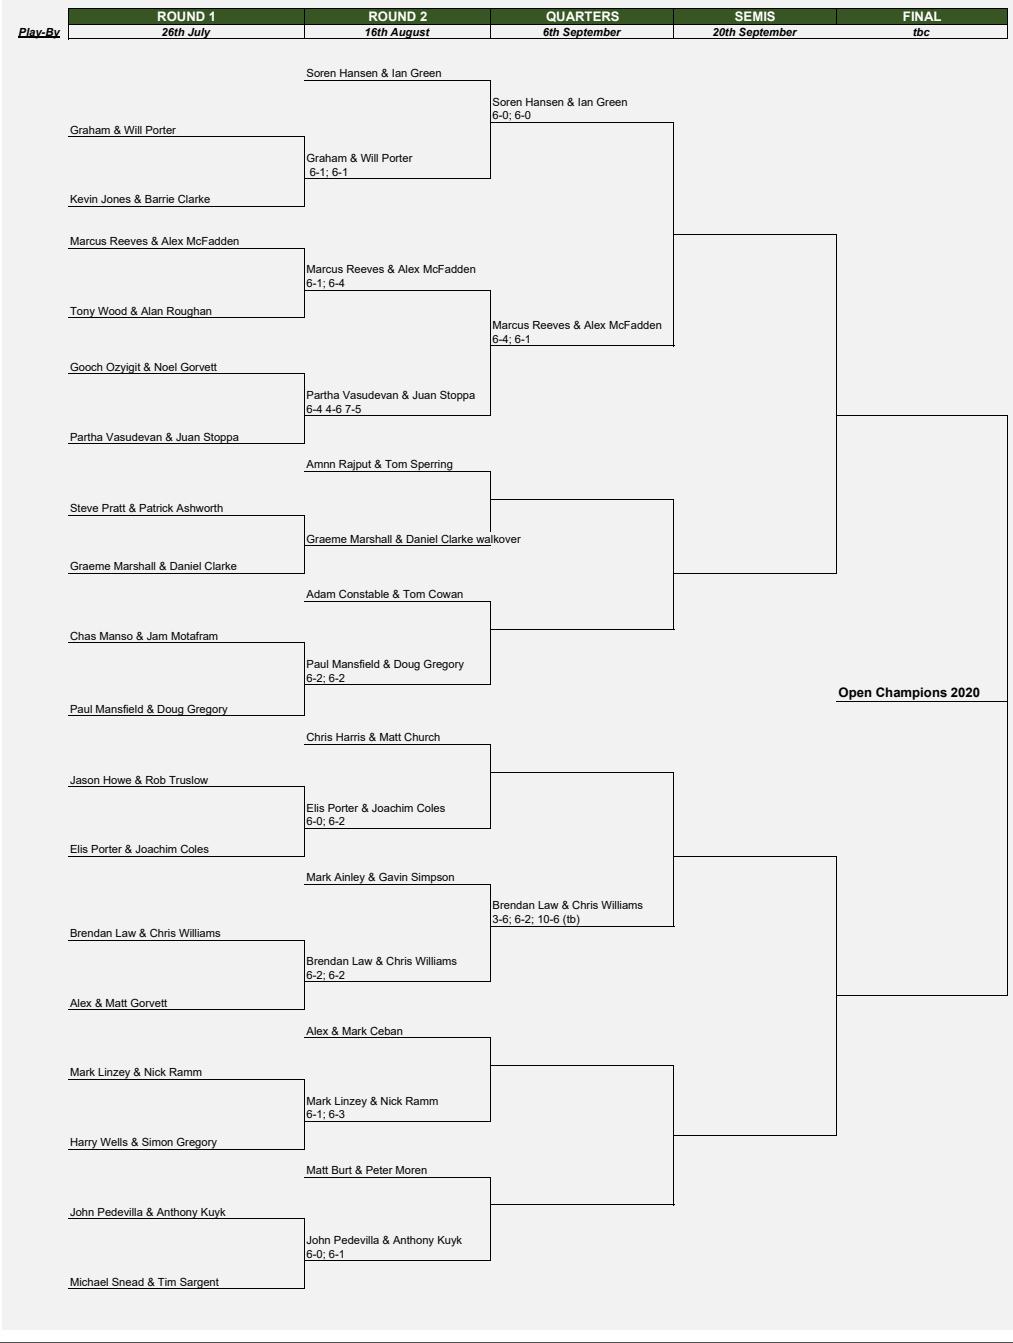 ROUND 1 ROUND 2 QUARTERS SEMIS FINAL
Play-By 26th July 16th August 6th September 20th September tbc
Soren Hansen & Ian Green
Soren Hansen & Ian Green
6-0; 6-0
Graham & Will Porter
Graham & Will Porter
6-1; 6-1
Kevin Jones & Barrie Clarke
Marcus Reeves & Alex McFadden
Marcus Reeves & Alex McFadden
6-1; 6-4
Tony Wood & Alan Roughan
Marcus Reeves & Alex McFadden
6-4; 6-1
Gooch Ozyigit & Noel Gorvett
Partha Vasudevan & Juan Stoppa
6-4 4-6 7-5
Partha Vasudevan & Juan Stoppa
Amnn Rajput & Tom Sperring
Steve Pratt & Patrick Ashworth
Graeme Marshall & Daniel Clarke walkover
Graeme Marshall & Daniel Clarke
Adam Constable & Tom Cowan
Chas Manso & Jam Motafram
Paul Mansfield & Doug Gregory
6-2; 6-2
Open Champions 2020
Paul Mansfield & Doug Gregory
Chris Harris & Matt Church
Jason Howe & Rob Truslow
Elis Porter & Joachim Coles
6-0; 6-2
Elis Porter & Joachim Coles
Mark Ainley & Gavin Simpson
Brendan Law & Chris Williams
3-6; 6-2; 10-6 (tb)
Brendan Law & Chris Williams
Brendan Law & Chris Williams
6-2; 6-2
Alex & Matt Gorvett
Alex & Mark Ceban
Mark Linzey & Nick Ramm
Mark Linzey & Nick Ramm
6-1; 6-3
Harry Wells & Simon Gregory
Matt Burt & Peter Moren
John Pedevilla & Anthony Kuyk
John Pedevilla & Anthony Kuyk
6-0; 6-1
Michael Snead & Tim Sargent